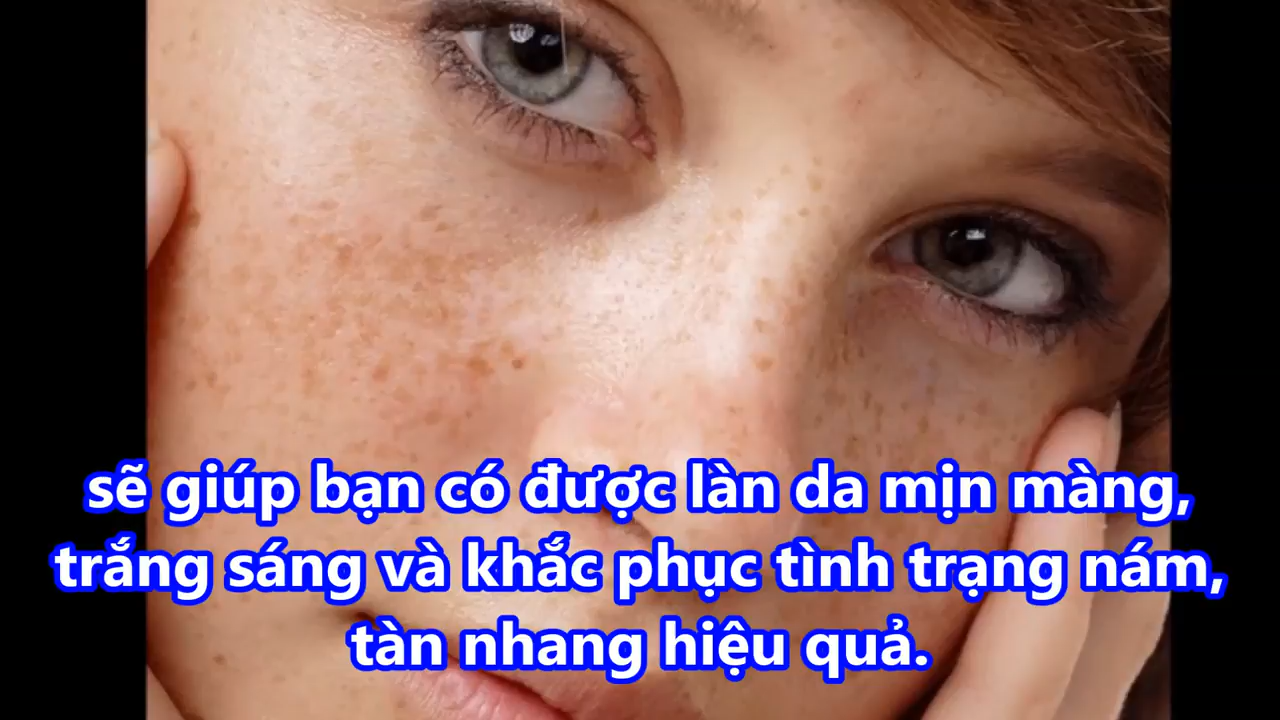 sẽ giúp bạn có được làn da mịn màng,
trắng sáng và khắc phục tình trạng nám,
tàn nhang hiệu quả.